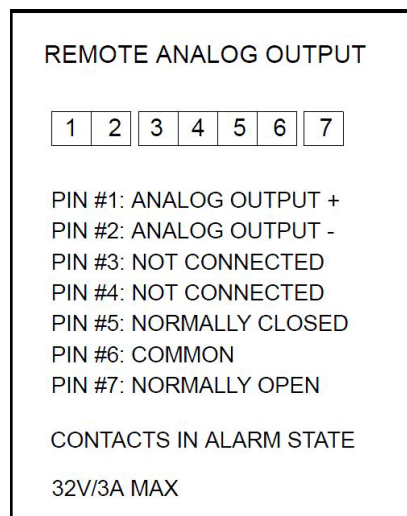 REMOTE ANALOG OUTPUT
1 2 3 4 5 6 7
PIN #1: ANALOG OUTPUT +
PIN #2: ANALOG OUTPUT -
PIN #3: NOT CONNECTED
PIN #4: NOT CONNECTED
PIN #5: NORMALLY CLOSED
PIN #6: COMMON
PIN #7: NORMALLY OPEN
CONTACTS IN ALARM STATE
32V/3A MAX